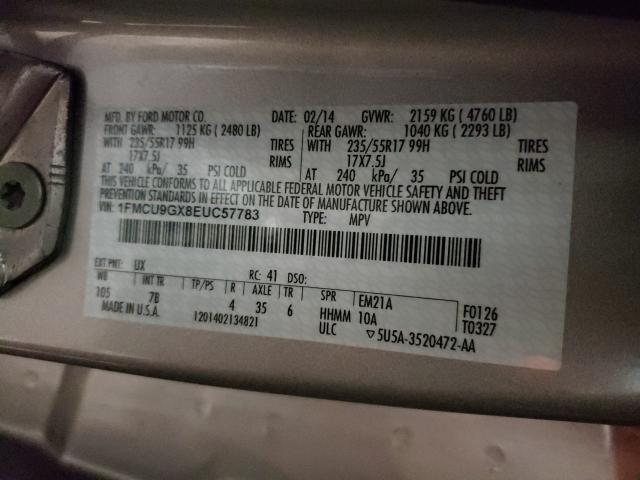 MFD. BY FORD MOTOR CO. DATE: 02/14 GVWR: 2159 KG ( 4760 LB)
FRONT GAWR: 1125 KG ( 2480 LB) REAR GAWR: 1040 KG ( 2293 LB)
WITH 235/55R17 99H TIRES WITH 235/55R17 99H TIRES
17X7.5J RIMS 17X7.5J RIMS
AT 240 kPa/ 35 PSI COLD AT 240 kPa/ 35 PSI COLD
THIS VEHICLE CONFORMS TO ALL APPLICABLE FEDERAL MOTOR VEHICLE SAFETY AND THEFT
PREVENTION STANDARDS IN EFFECT ON THE DATE OF MANUFACTURE SHOWN ABOVE.
VIN: 1FMCU9GX8EUC57783 TYPE: MPV
EXT PNT: UX RC: 41 DSO:
WB INT TR TP/PS R AXLE TR SPR EM21A F0126
105 7B 4 35 6 HHMM 10A T0327
MADE IN U.S.A. 1201402134821 ULC ▽5U5A-3520472-AA